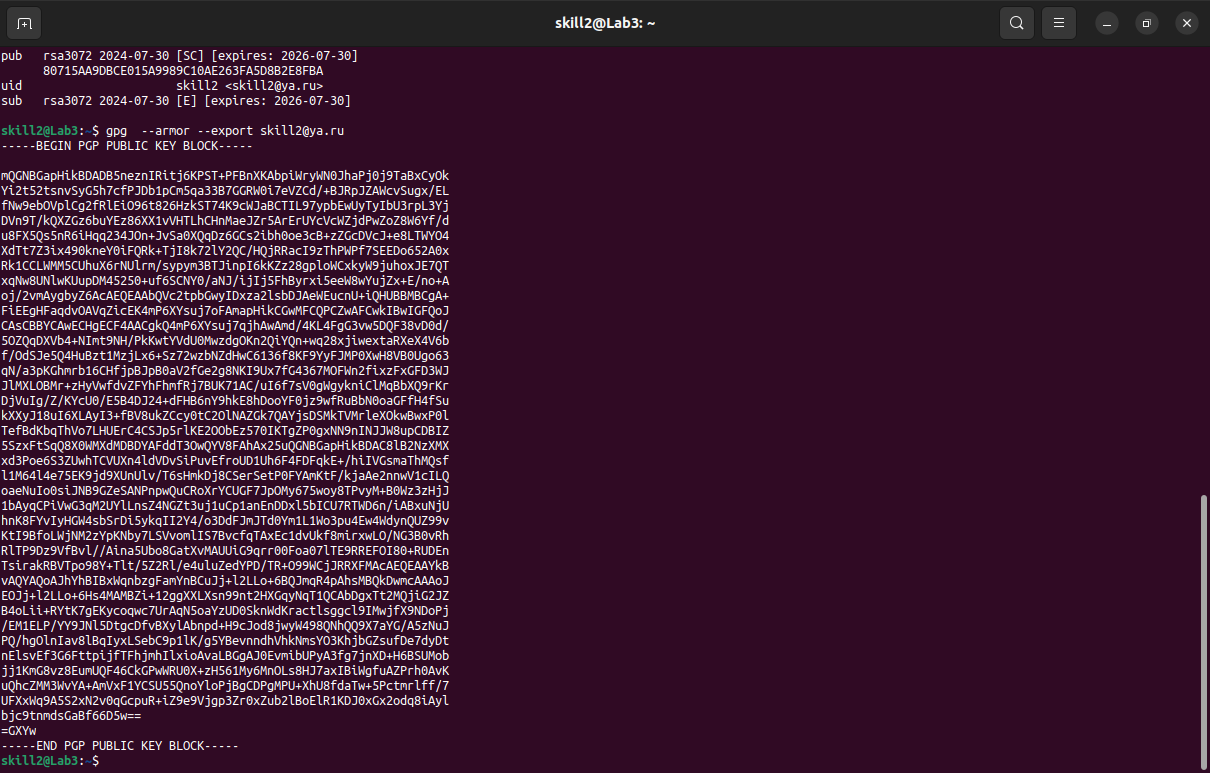 skill2@Lab3: ~
pub   rsa3072 2024-07-30 [SC] [expires: 2026-07-30]
      80715AA9DBCE015A9989C10AE263FA5D8B2E8FBA
uid                      skill2 <skill2@ya.ru>
sub   rsa3072 2024-07-30 [E] [expires: 2026-07-30]
skill2@Lab3:~$ gpg  --armor --export skill2@ya.ru
-----BEGIN PGP PUBLIC KEY BLOCK-----
mQGNBGapHikBDADB5neznIRitj6KPST+PFBnXKAbpiWryWN0JhaPj0j9TaBxCyOk
Yi2t52tsnvSyG5h7cfPJDb1pCm5qa33B7GGRW0i7eVZCd/+BJRpJZAWcvSugx/EL
fNw9ebOVplCg2fRlEiO96t826HzkST74K9cWJaBCTIL97ypbEwUyTyIbU3rpL3Yj
DVn9T/kQXZGz6buYEz86XX1vVHTLhCHnMaeJZr5ArErUYcVcWZjdPwZoZ8W6Yf/d
u8FX5Qs5nR6iHqq234JOn+JvSa0XQqDz6GCs2ibh0oe3cB+zZGcDVcJ+e8LTWYO4
XdTt7Z3ix490kneY0iFQRk+TjI8k72lY2QC/HQjRRacI9zThPWPf7SEEDo652A0x
Rk1CCLWMM5CUhuX6rNUlrm/sypym3BTJinpI6kKZz28gploWCxkyW9juhoxJE7QT
xqNw8UNlwKUupDM45250+uf6SCNY0/aNJ/ijIj5FhByrxi5eeW8wYujZx+E/no+A
oj/2vmAygbyZ6AcAEQEAAbQVc2tpbGwyIDxza2lsbDJAeWEucnU+iQHUBBMBCgA+
FiEEgHFaqdvOAVqZicEK4mP6XYsuj7oFAmapHikCGwMFCQPCZwAFCwkIBwIGFQoJ
CAsCBBYCAwECHgECF4AACgkQ4mP6XYsuj7qjhAwAmd/4KL4FgG3vw5DQF38vD0d/
5OZQqDXVb4+NImt9NH/PkKwtYVdU0MwzdgOKn2QiYQn+wq28xjiwextaRXeX4V6b
f/OdSJe5Q4HuBzt1MzjLx6+Sz72wzbNZdHwC6136f8KF9YyFJMP0XwH8VB0Ugo63
qN/a3pKGhmrb16CHfjpBJpB0aV2fGe2g8NKI9Ux7fG4367MOFWn2fixzFxGFD3WJ
JlMXLOBMr+zHyVwfdvZFYhFhmfRj7BUK71AC/uI6f7sV0gWgykniClMqBbXQ9rKr
DjVuIg/Z/KYcU0/E5B4DJ24+dFHB6nY9hkE8hDooYF0jz9wfRuBbN0oaGFfH4fSu
kXXyJ18uI6XLAyI3+fBV8ukZCcy0tC2OlNAZGk7QAYjsDSMkTVMrleXOkwBwxP0l
TefBdKbqThVo7LHUErC4CSJp5rlKE2OObEz570IKTgZP0gxNN9nINJJW8upCDBIZ
5SzxFtSqQ8X0WMXdMDBDYAFddT3OwQYV8FAhAx25uQGNBGapHikBDAC8lB2NzXMX
xd3Poe6S3ZUwhTCVUXn4ldVDvSiPuvEfroUD1Uh6F4FDFqkE+/hiIVGsmaThMQsf
l1M64l4e75EK9jd9XUnUlv/T6sHmkDj8CSerSetP0FYAmKtF/kjaAe2nnwV1cILQ
oaeNuIo0siJNB9GZeSANPnpwQuCRoXrYCUGF7JpOMy675woy8TPvyM+B0Wz3zHjJ
1bAyqCPiVwG3qM2UYlLnsZ4NGZt3uj1uCp1anEnDDxl5bICU7RTWD6n/iABxuNjU
hnK8FYvIyHGW4sbSrDi5ykqII2Y4/o3DdFJmJTd0Ym1L1Wo3pu4Ew4WdynQUZ99v
KtI9BfoLWjNM2zYpKNby7LSVvomlIS7BvcfqTAxEc1dvUkf8mirxwLO/NG3B0vRh
RlTP9Dz9VfBvl//Aina5Ubo8GatXvMAUUiG9qrr00Foa07lTE9RREFOI80+RUDEn
TsirakRBVTpo98Y+Tlt/5Z2Rl/e4uluZedYPD/TR+O99WCjJRRXFMAcAEQEAAYkB
vAQYAQoAJhYhBIBxWqnbzgFamYnBCuJj+l2LLo+6BQJmqR4pAhsMBQkDwmcAAAoJ
EOJj+l2LLo+6Hs4MAMBZi+12ggXXLXsn99nt2HXGqyNqT1QCAbDgxTt2MQjiG2JZ
B4oLii+RYtK7gEKycoqwc7UrAqN5oaYzUD0SknWdKractlsggcl9IMwjfX9NDoPj
/EM1ELP/YY9JNl5DtgcDfvBXylAbnpd+H9cJod8jwyW498QNhQQ9X7aYG/A5zNuJ
PQ/hgOlnIav8lBqIyxLSebC9p1lK/g5YBevnndhVhkNmsYO3KhjbGZsufDe7dyDt
nElsvEf3G6FttpijfTFhjmhIlxioAvaLBGgAJ0EvmibUPyA3fg7jnXD+H6BSUMob
jj1KmG8vz8EumUQF46CkGPwWRU0X+zH561My6MnOLs8HJ7axIBiWgfuAZPrh0AvK
uQhcZMM3WvYA+AmVxF1YCSU55QnoYloPjBgCDPgMPU+XhU8fdaTw+5Pctmrlff/7
UFXxWq9A5S2xN2v0qGcpuR+iZ9e9Vjgp3Zr0xZub2lBoElR1KDJ0xGx2odq8iAyl
bjc9tnmdsGaBf66D5w==
=GXYw
-----END PGP PUBLIC KEY BLOCK-----
skill2@Lab3:~$